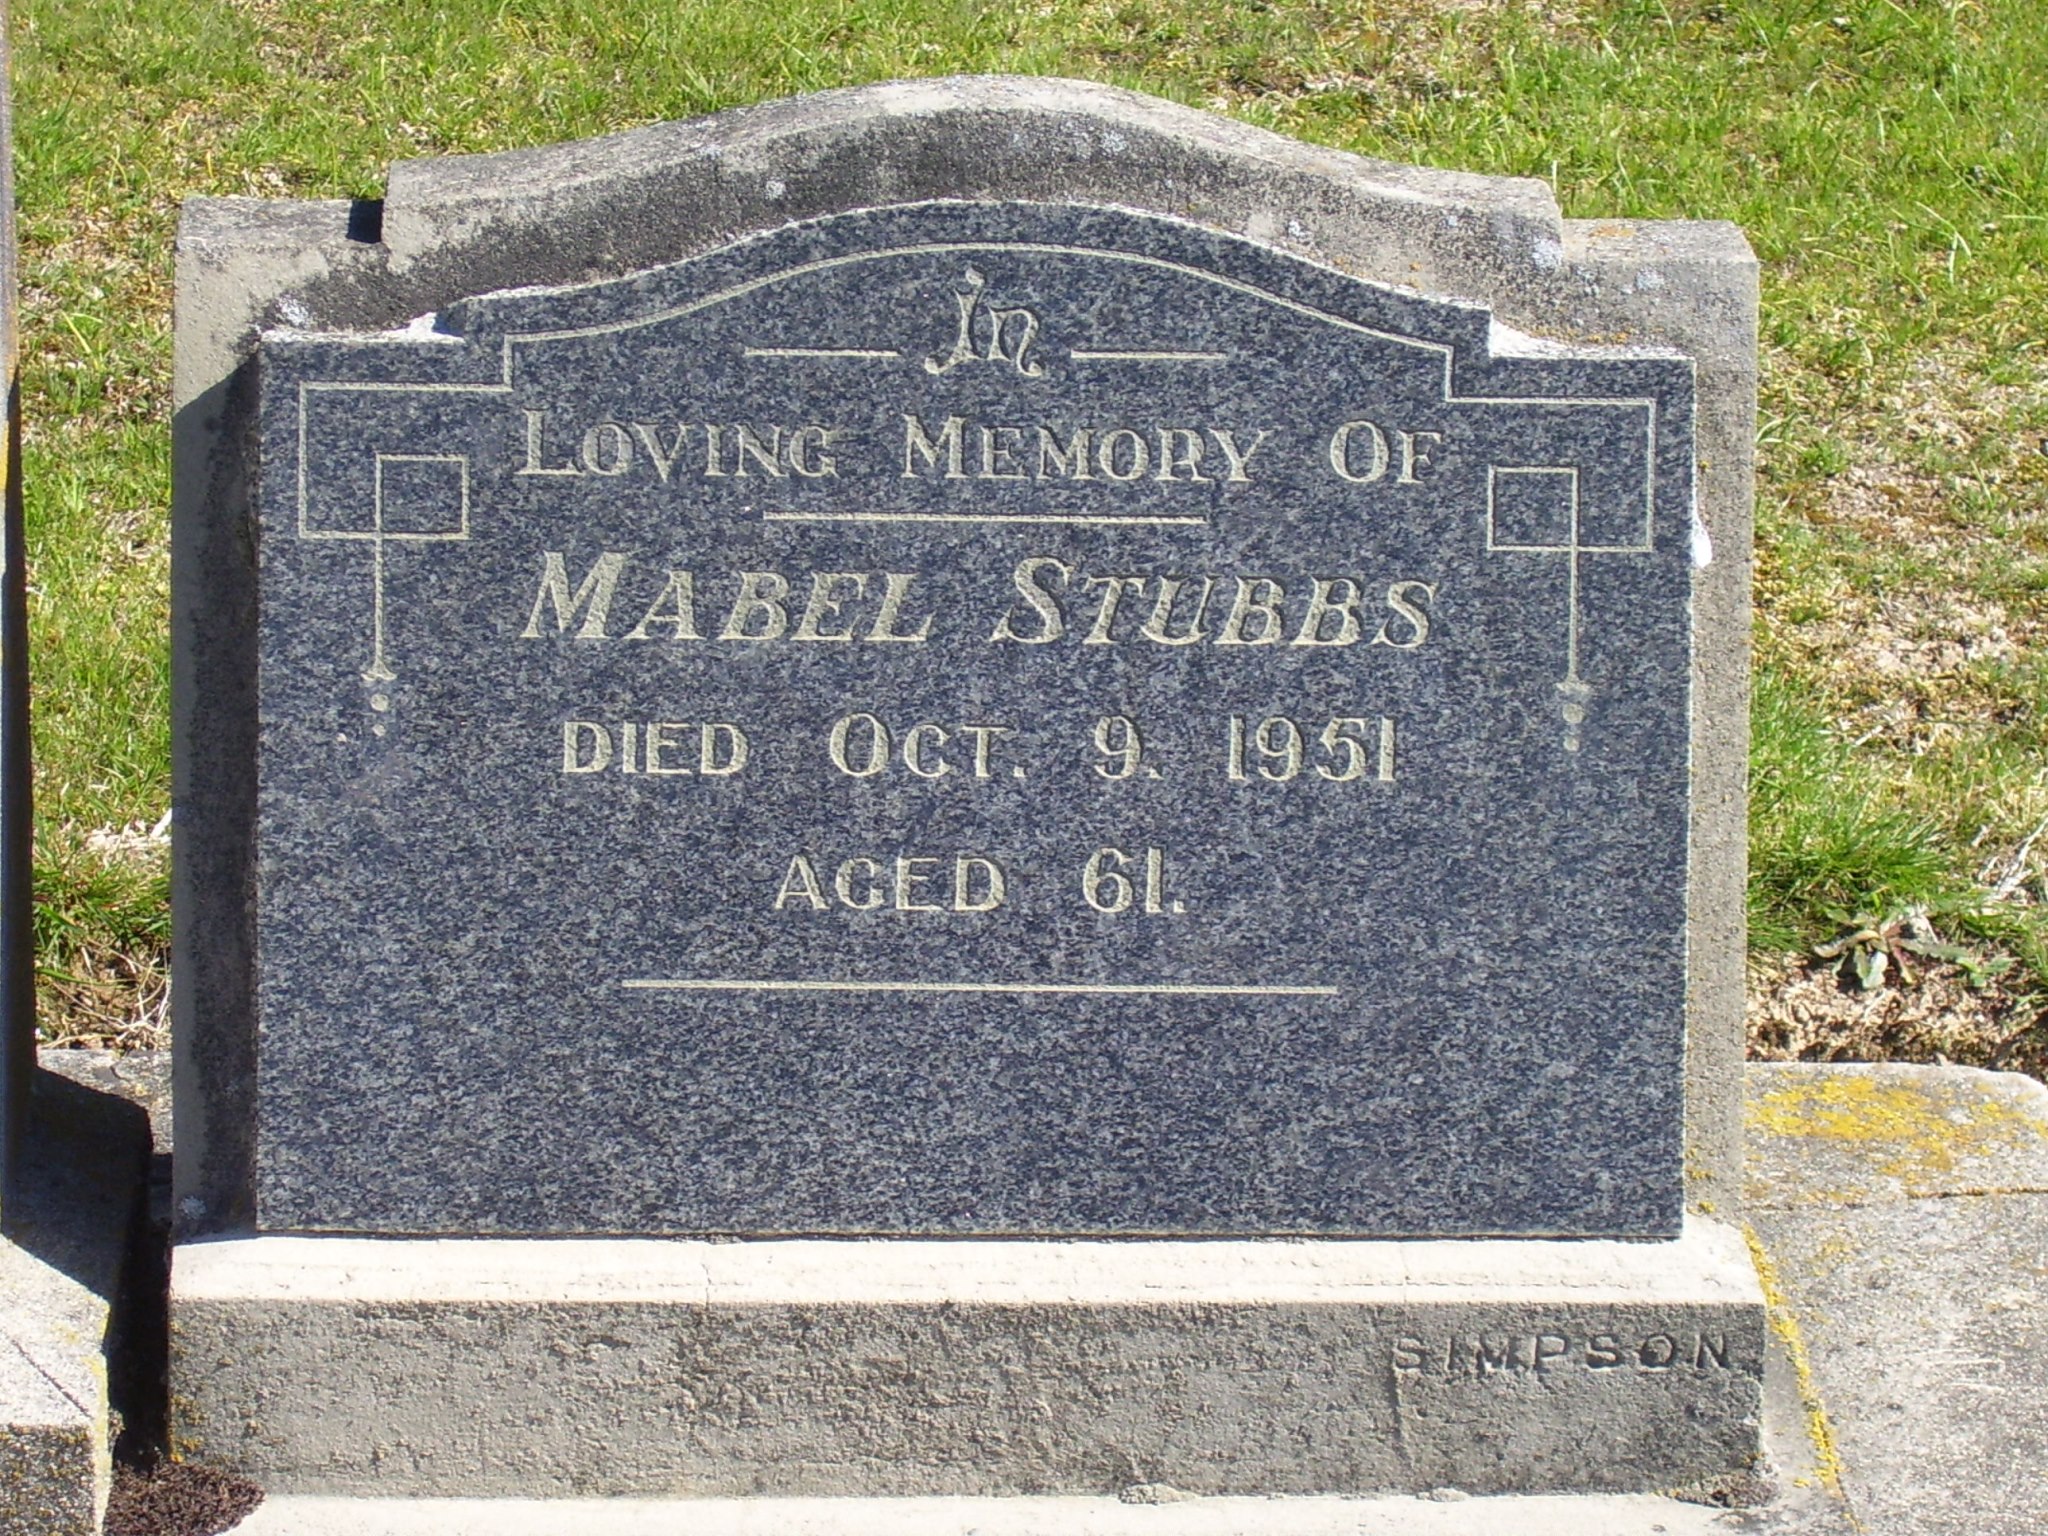 In
LOVING MEMORY OF
MABEL STUBBS
DIED OCT. 9. 1951
AGED 61.
SIMPSON